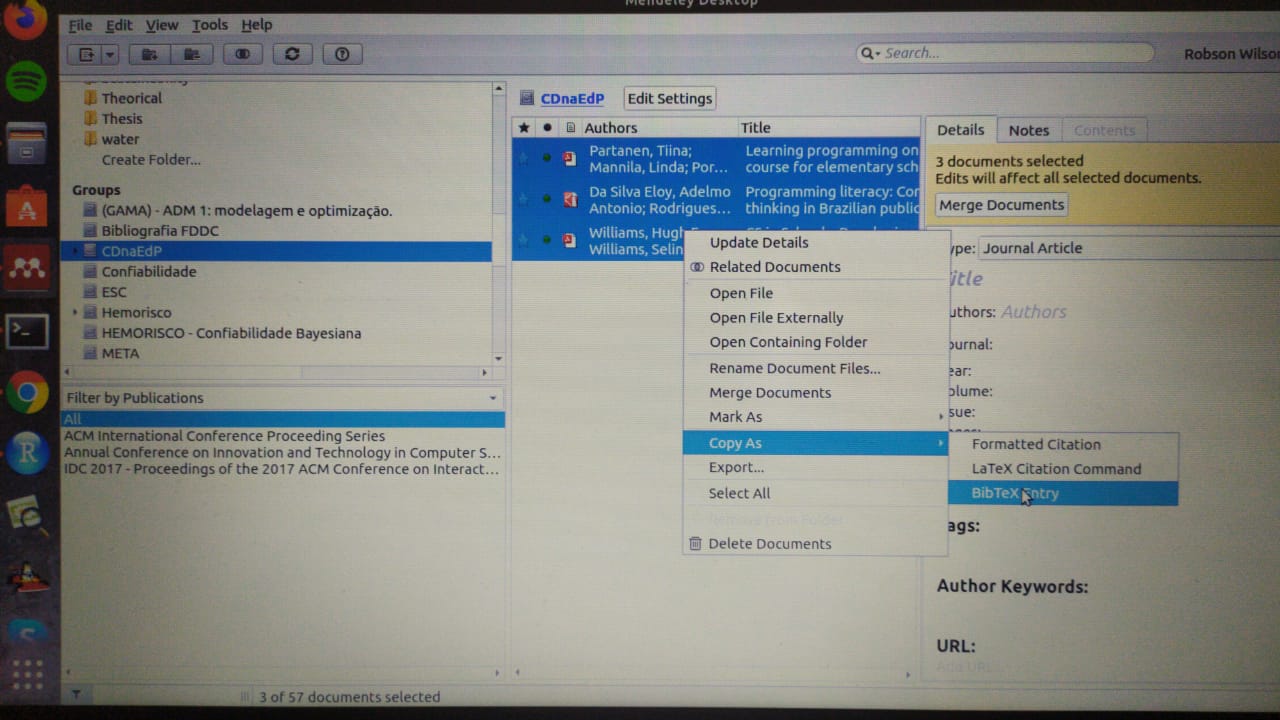 Mendeley Desktop
File Edit View Tools Help
Search...
Robson Wilson
Theorical
Thesis
water
Create Folder...
Groups
(GAMA) - ADM 1: modelagem e optimização.
Bibliografia FDDC
CDnaEdP
Confiabilidade
ESC
Hemorisco
HEMORISCO - Confiabilidade Bayesiana
META
Filter by Publications
All
ACM International Conference Proceeding Series
Annual Conference on Innovation and Technology in Computer S...
IDC 2017 - Proceedings of the 2017 ACM Conference on Interact...
3 of 57 documents selected
CDnaEdP Edit Settings
Authors Title
Partanen, Tiina; Learning programming on
Mannila, Linda; Por... course for elementary sch
Da Silva Eloy, Adelmo Programming literacy: Cor
Antonio; Rodrigues... thinking in Brazilian public
Williams, Hugh
Williams, Selin
Update Details
Related Documents
Open File
Open File Externally
Open Containing Folder
Rename Document Files...
Merge Documents
Mark As
Copy As
Export...
Select All
Remove from Folder
Delete Documents
Formatted Citation
LaTeX Citation Command
BibTeX Entry
Details Notes Contents
3 documents selected
Edits will affect all selected documents.
Merge Documents
ype: Journal Article
itle
uthors: Authors
ournal:
ear:
olume:
sue:
ags:
Author Keywords:
URL:
Add URL